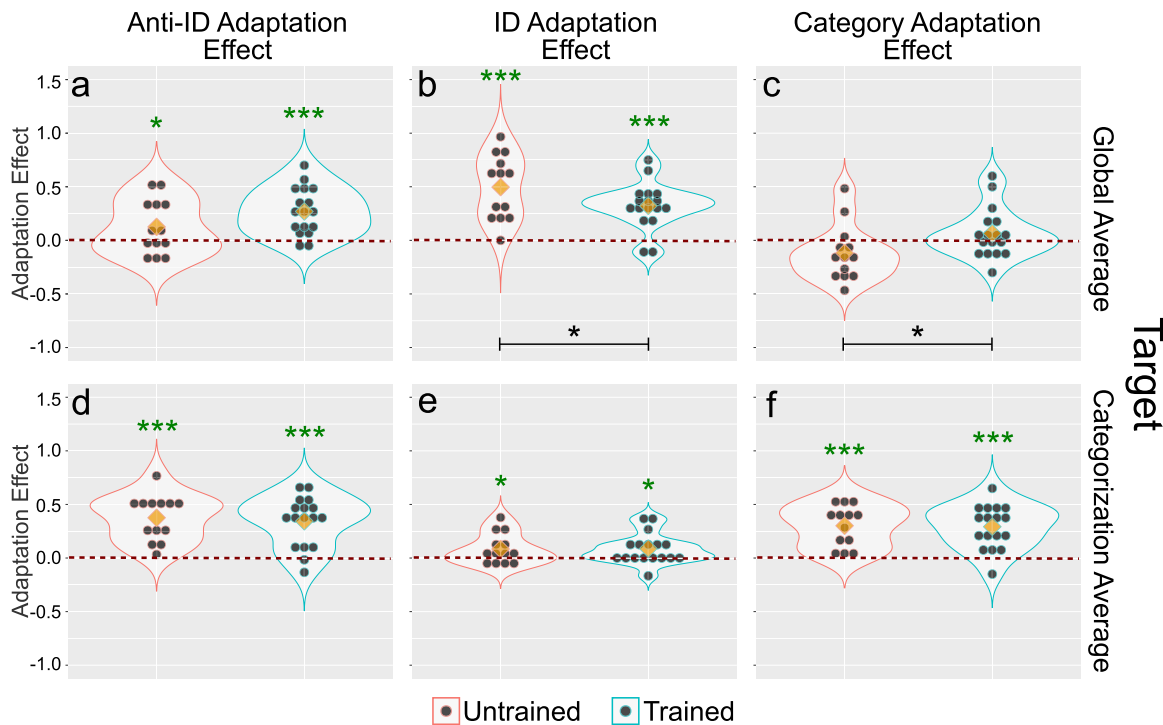 Anti-ID Adaptation
Effect
ID Adaptation
Effect
Category Adaptation
Effect
a
b
c
Adaptation Effect
1.5
1.0
0.5
0.0
-0.5
-1.0
*
***
***
***
*
*
Global Average
d
e
f
Adaptation Effect
1.5
1.0
0.5
0.0
-0.5
-1.0
***
***
*
*
***
***
Categorization Average
Target
Untrained
Trained